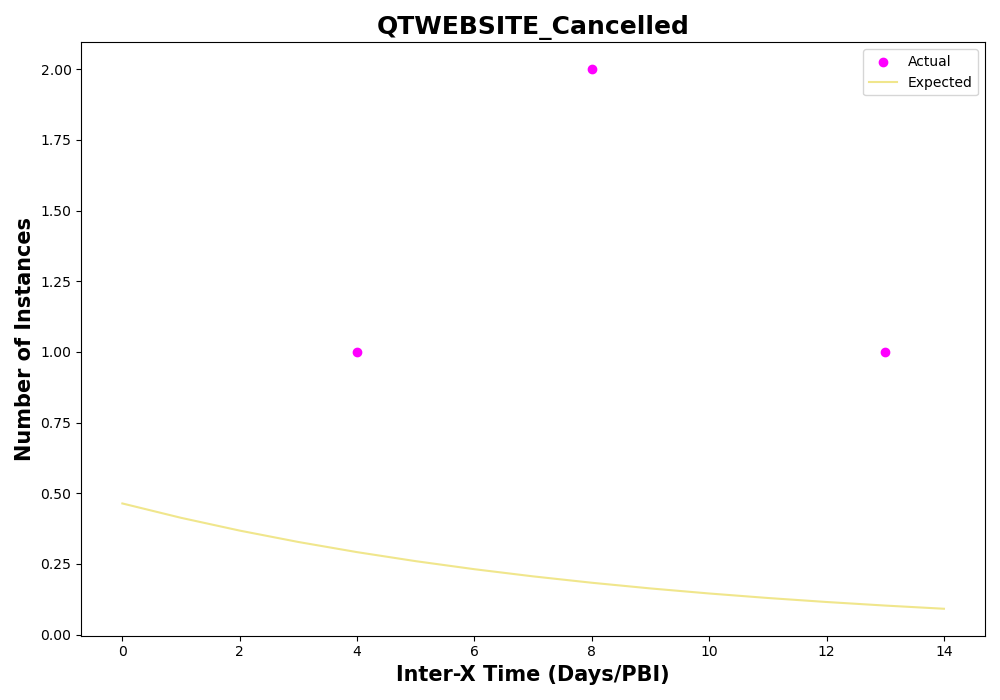 QTWEBSITE_Cancelled
Actual
Expected
2.00
1.75
1.50
1.25
1.00
0.75
0.50
0.25
0.00
Number of Instances
0 2 4 6 8 10 12 14
Inter-X Time (Days/PBI)